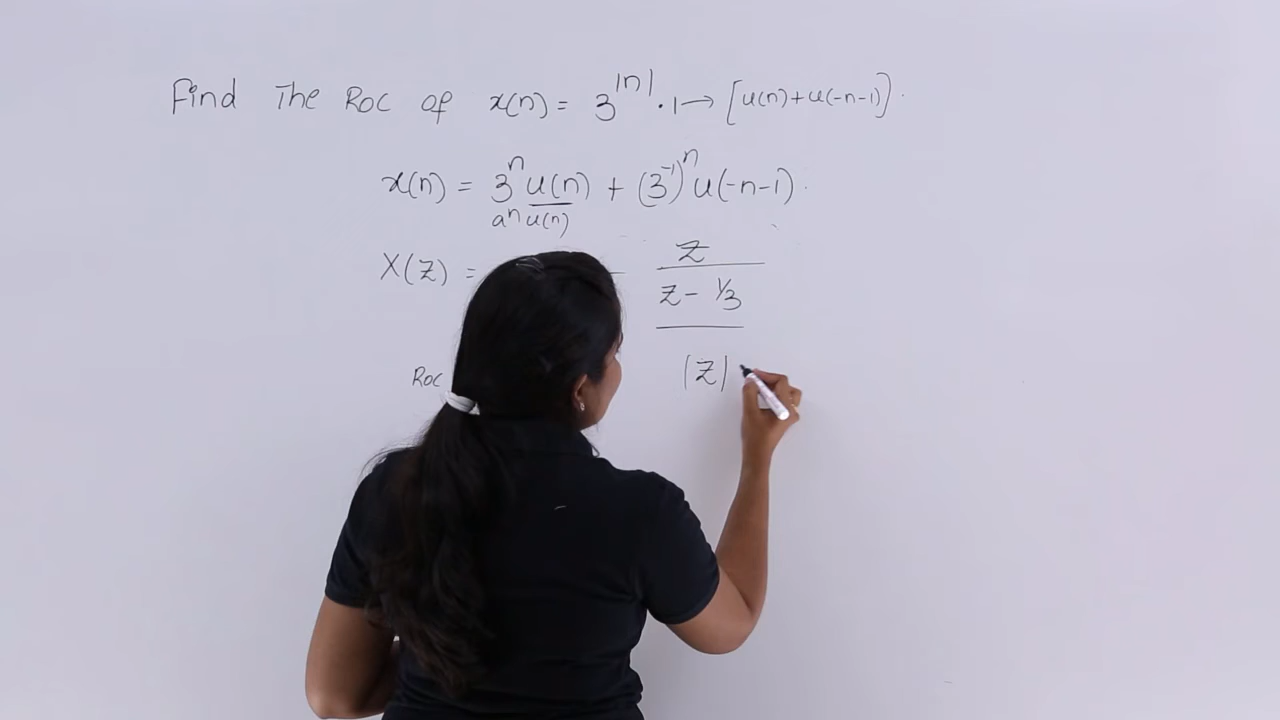 Find The Roc of x(n) = 3^|n| · 1 → [u(n)+u(-n-1)].
x(n) = 3^n u(n) + (3^-1)^n u(-n-1).
a^n u(n)
X(Z) = Z
Z - 1/3
Roc |Z|